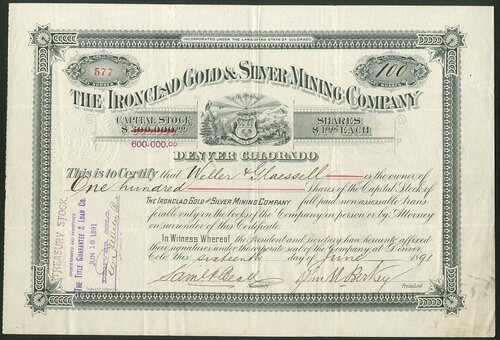 INCORPORATED UNDER THE LAWS OF THE STATE OF COLORADO.
577
NUMBER
100
SHARES
THE IRONCLAD GOLD & SILVER MINING COMPANY
CAPITAL STOCK
$ 300,000.00
600,000.00
SHARES
$ 1.00 EACH
DENVER COLORADO
This is to Certify that Weller & Glaessell is the owner of
One hundred Shares of the Capital Stock of
THE IRONCLAD GOLD AND SILVER MINING COMPANY full paid, non assessable, trans-
ferable only on the books of the Company in person or by Attorney
on surrender of this Certificate.
In Witness Whereof, the President and Secretary have hereunto affixed
their signatures under the corporate seal of the Company at Denver
Colo. this sixteenth day of June 1891
Secretary
President
TREASURY STOCK.
THE TITLE GUARANTEE & LOAN CO.
JUN 16 1891